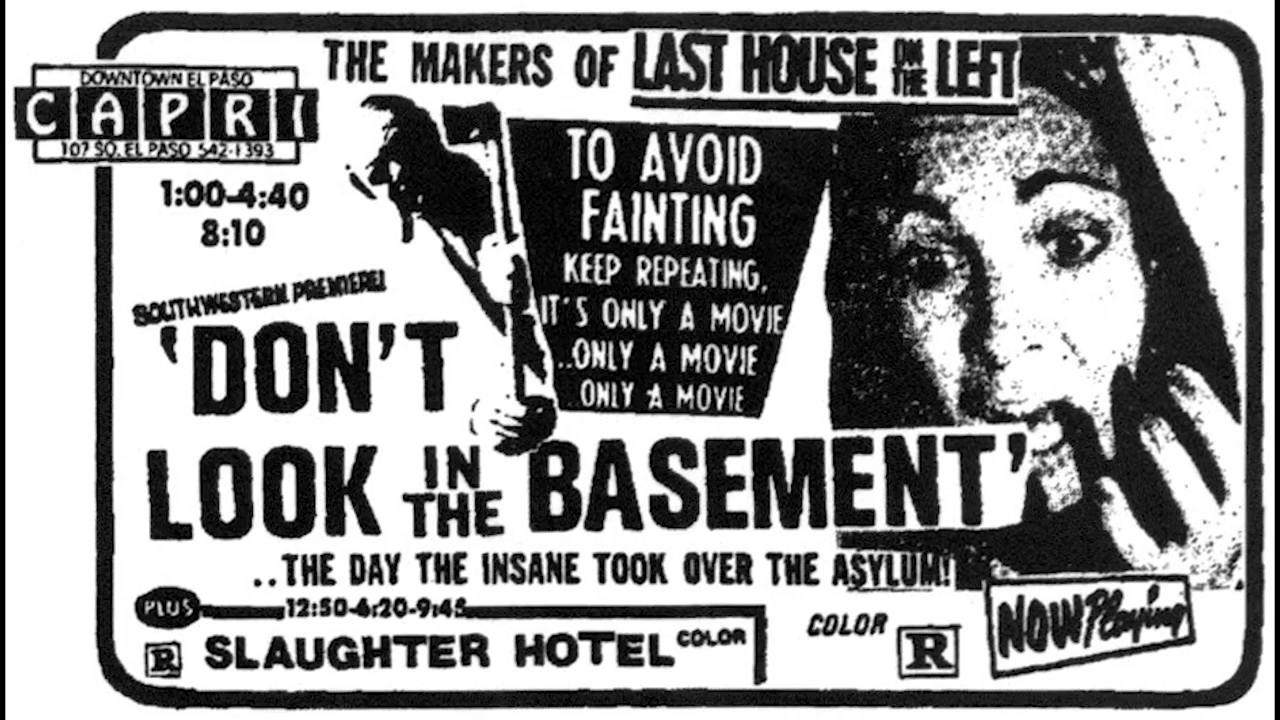 THE MAKERS OF LAST HOUSE ON THE LEFT
DOWNTOWN EL PASO
CAPRI
107 SO. EL PASO 542-1393
1:00-4:40
8:10
TO AVOID
FAINTING
KEEP REPEATING,
IT'S ONLY A MOVIE
..ONLY A MOVIE
ONLY A MOVIE
SOUTHWESTERN PREMIERE!
'DON'T
LOOK IN THE BASEMENT'
..THE DAY THE INSANE TOOK OVER THE ASYLUM!
PLUS 12:50-4:20-9:45
R SLAUGHTER HOTEL COLOR
COLOR R
NOW Playing